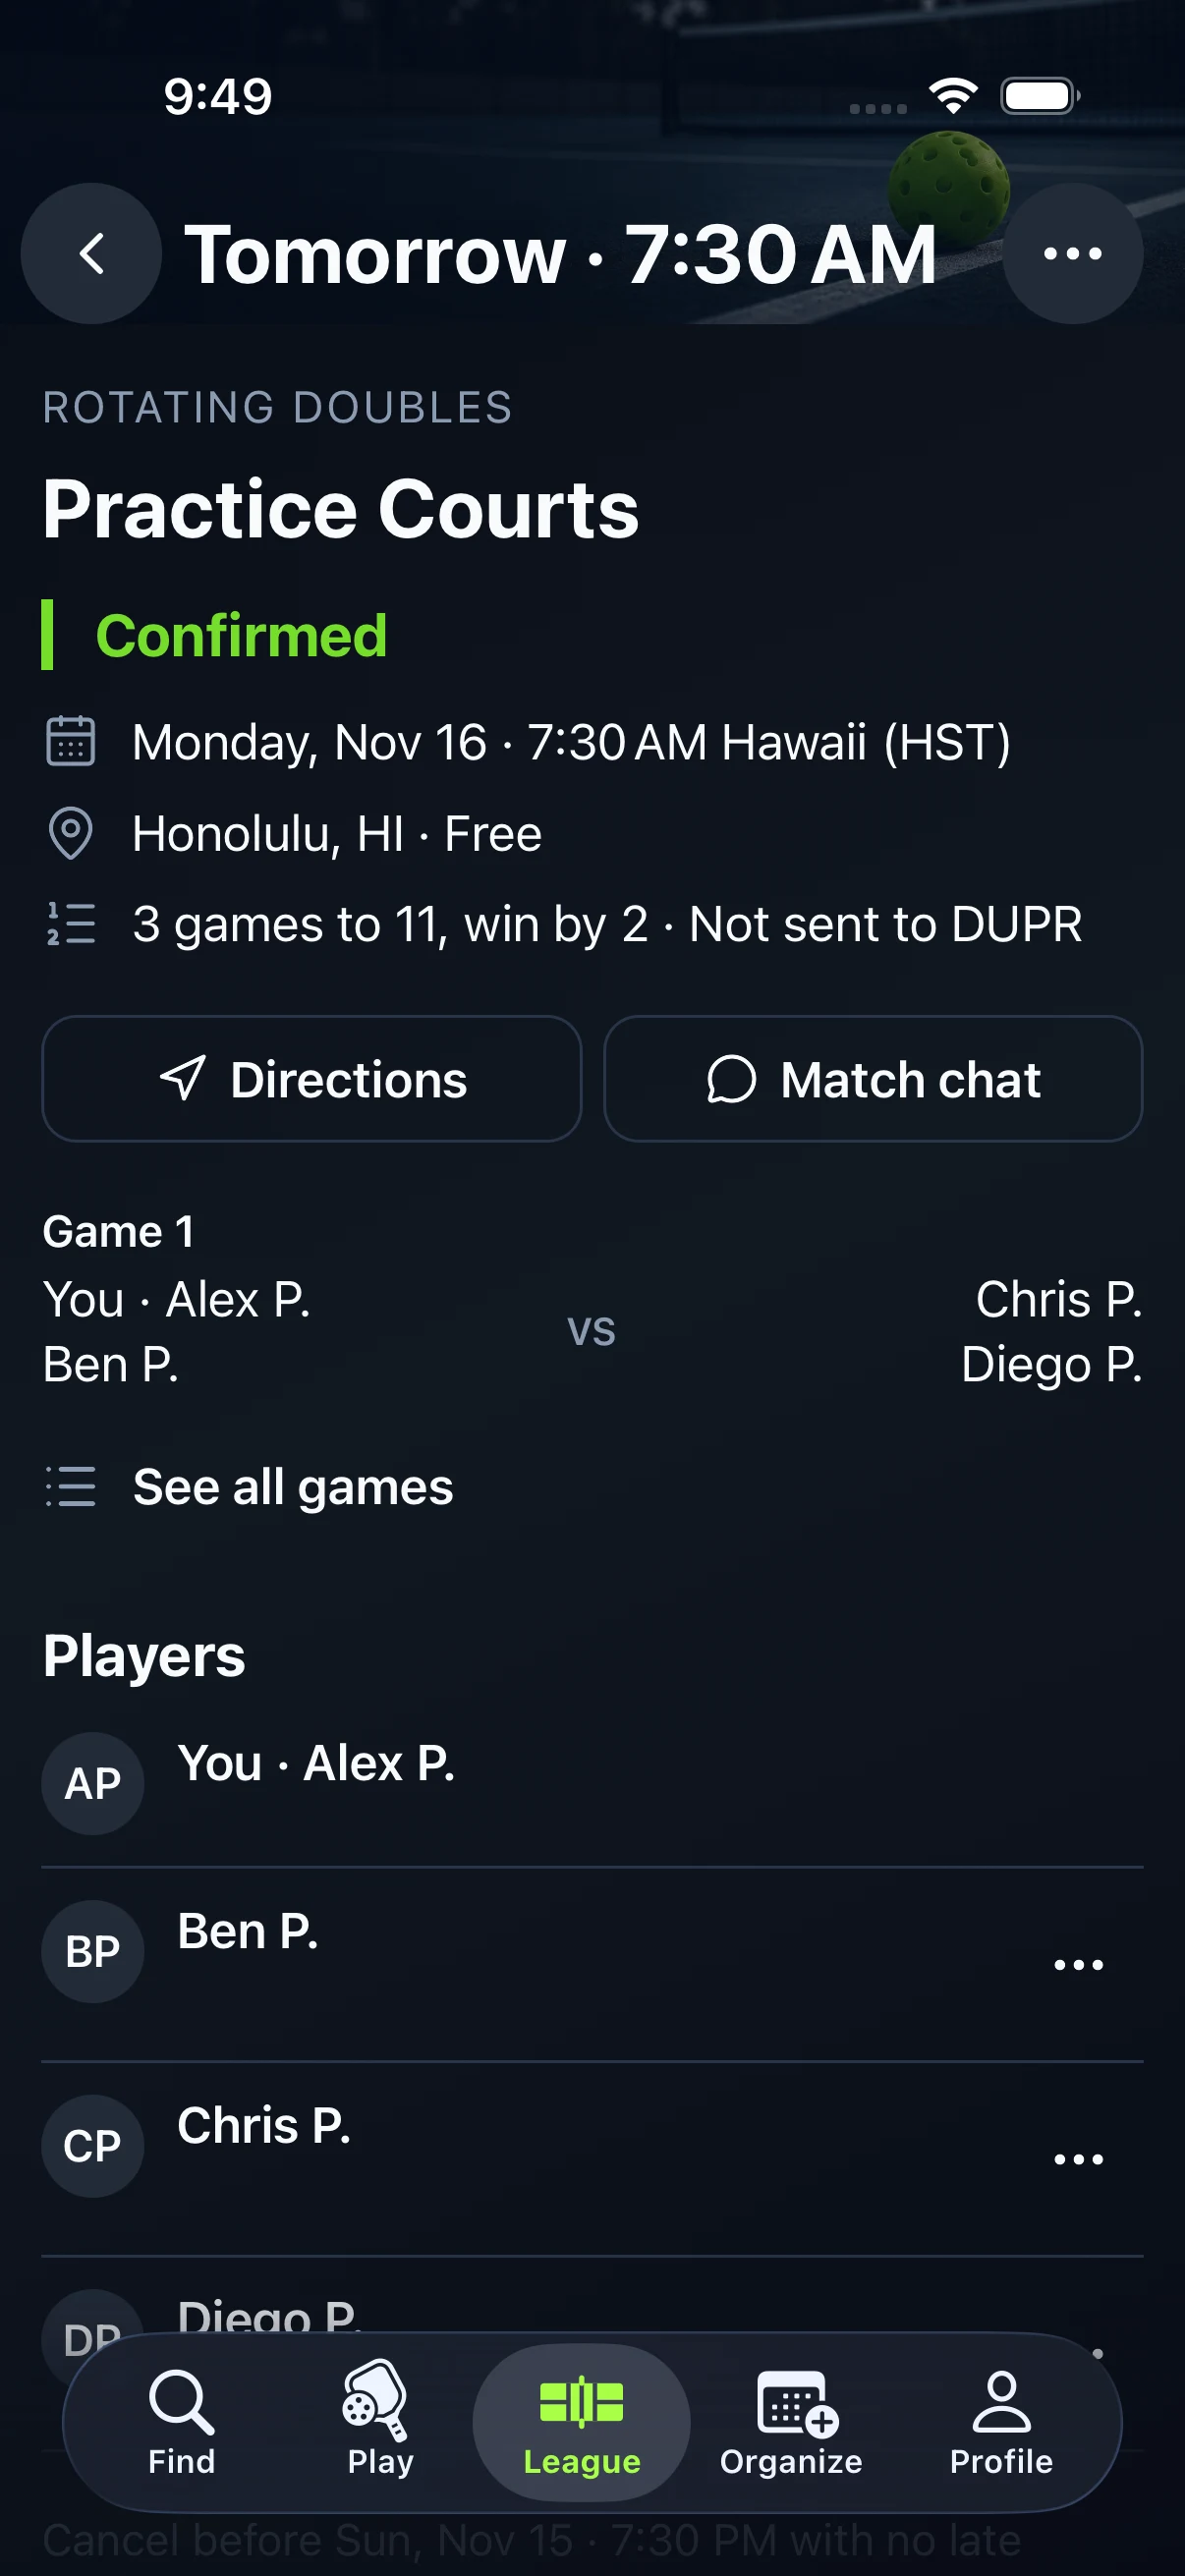 9:49
Tomorrow · 7:30 AM
ROTATING DOUBLES
Practice Courts
Confirmed
Monday, Nov 16 · 7:30 AM Hawaii (HST)
Honolulu, HI · Free
3 games to 11, win by 2 · Not sent to DUPR
Directions
Match chat
Game 1
You · Alex P.
Ben P.
VS
Chris P.
Diego P.
See all games
Players
AP
You · Alex P.
BP
Ben P.
CP
Chris P.
DP
Diego P.
Find
Play
League
Organize
Profile
Cancel before Sun, Nov 15 · 7:30 PM with no late